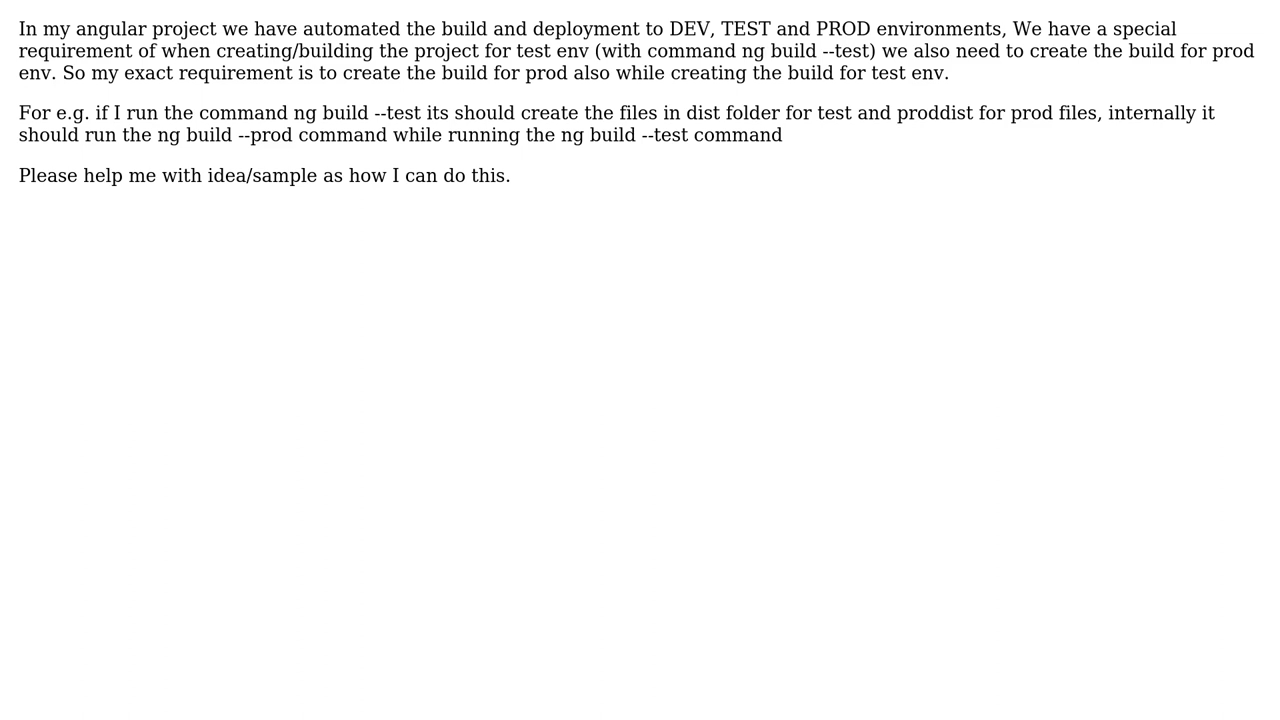 In my angular project we have automated the build and deployment to DEV, TEST and PROD environments, We have a special
requirement of when creating/building the project for test env (with command ng build --test) we also need to create the build for prod
env. So my exact requirement is to create the build for prod also while creating the build for test env.
For e.g. if I run the command ng build --test its should create the files in dist folder for test and proddist for prod files, internally it
should run the ng build --prod command while running the ng build --test command
Please help me with idea/sample as how I can do this.